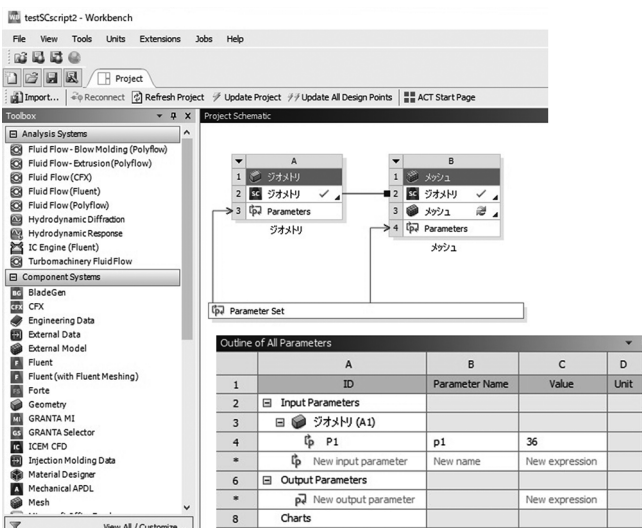 testSCscript2 - Workbench
File View Tools Units Extensions Jobs Help
Project
Import... Reconnect Refresh Project Update Project Update All Design Points ACT Start Page
Toolbox
Analysis Systems
Fluid Flow - Blow Molding (Polyflow)
Fluid Flow - Extrusion (Polyflow)
Fluid Flow (CFX)
Fluid Flow (Fluent)
Fluid Flow (Polyflow)
Hydrodynamic Diffraction
Hydrodynamic Response
IC Engine (Fluent)
Turbomachinery Fluid Flow
Component Systems
BladeGen
CFX
Engineering Data
External Data
External Model
Fluent
Fluent (with Fluent Meshing)
Forte
Geometry
GRANTA MI
GRANTA Selector
ICEM CFD
Injection Molding Data
Material Designer
Mechanical APDL
Mesh
View All / Customize
Project Schematic
A
1 ジオメトリ
2 SC ジオメトリ
3 Parameters
ジオメトリ
B
1 メッシュ
2 SC ジオメトリ
3 メッシュ
4 Parameters
メッシュ
Parameter Set
Outline of All Parameters
A B C D
1 ID Parameter Name Value Unit
2 Input Parameters
3 ジオメトリ (A1)
4 P1 p1 36
* New input parameter New name New expression
6 Output Parameters
* New output parameter New expression
8 Charts